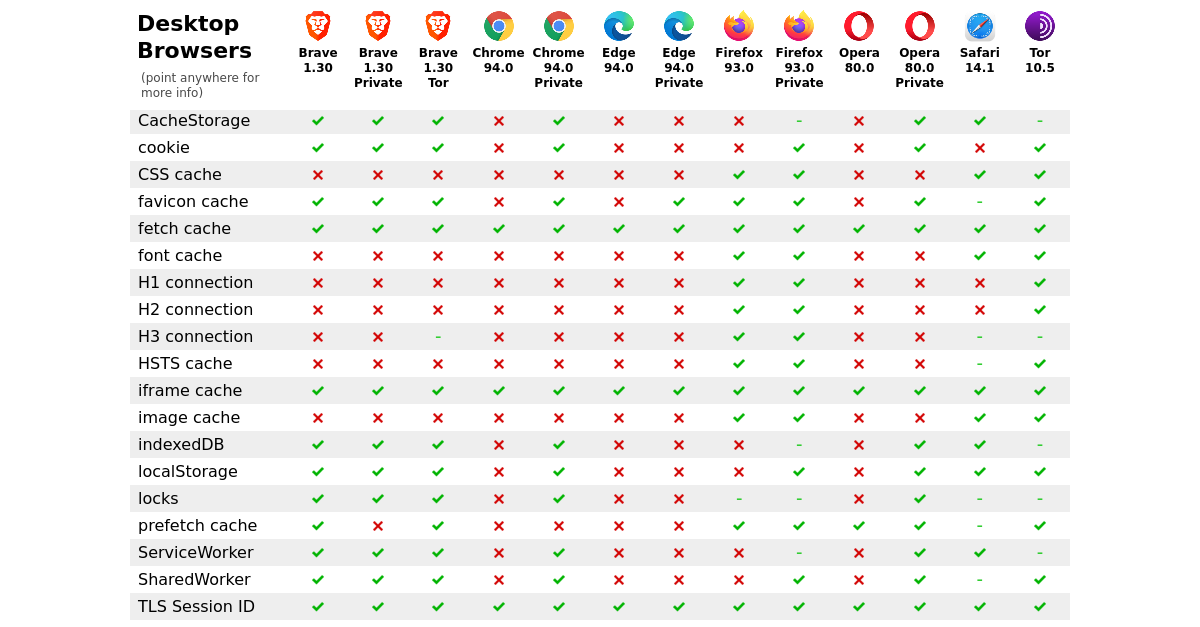 Desktop
Browsers
(point anywhere for
more info)
Brave
1.30
Brave
1.30
Private
Brave
1.30
Tor
Chrome
94.0
Chrome
94.0
Private
Edge
94.0
Edge
94.0
Private
Firefox
93.0
Firefox
93.0
Private
Opera
80.0
Opera
80.0
Private
Safari
14.1
Tor
10.5
CacheStorage
cookie
CSS cache
favicon cache
fetch cache
font cache
H1 connection
H2 connection
H3 connection
HSTS cache
iframe cache
image cache
indexedDB
localStorage
locks
prefetch cache
ServiceWorker
SharedWorker
TLS Session ID